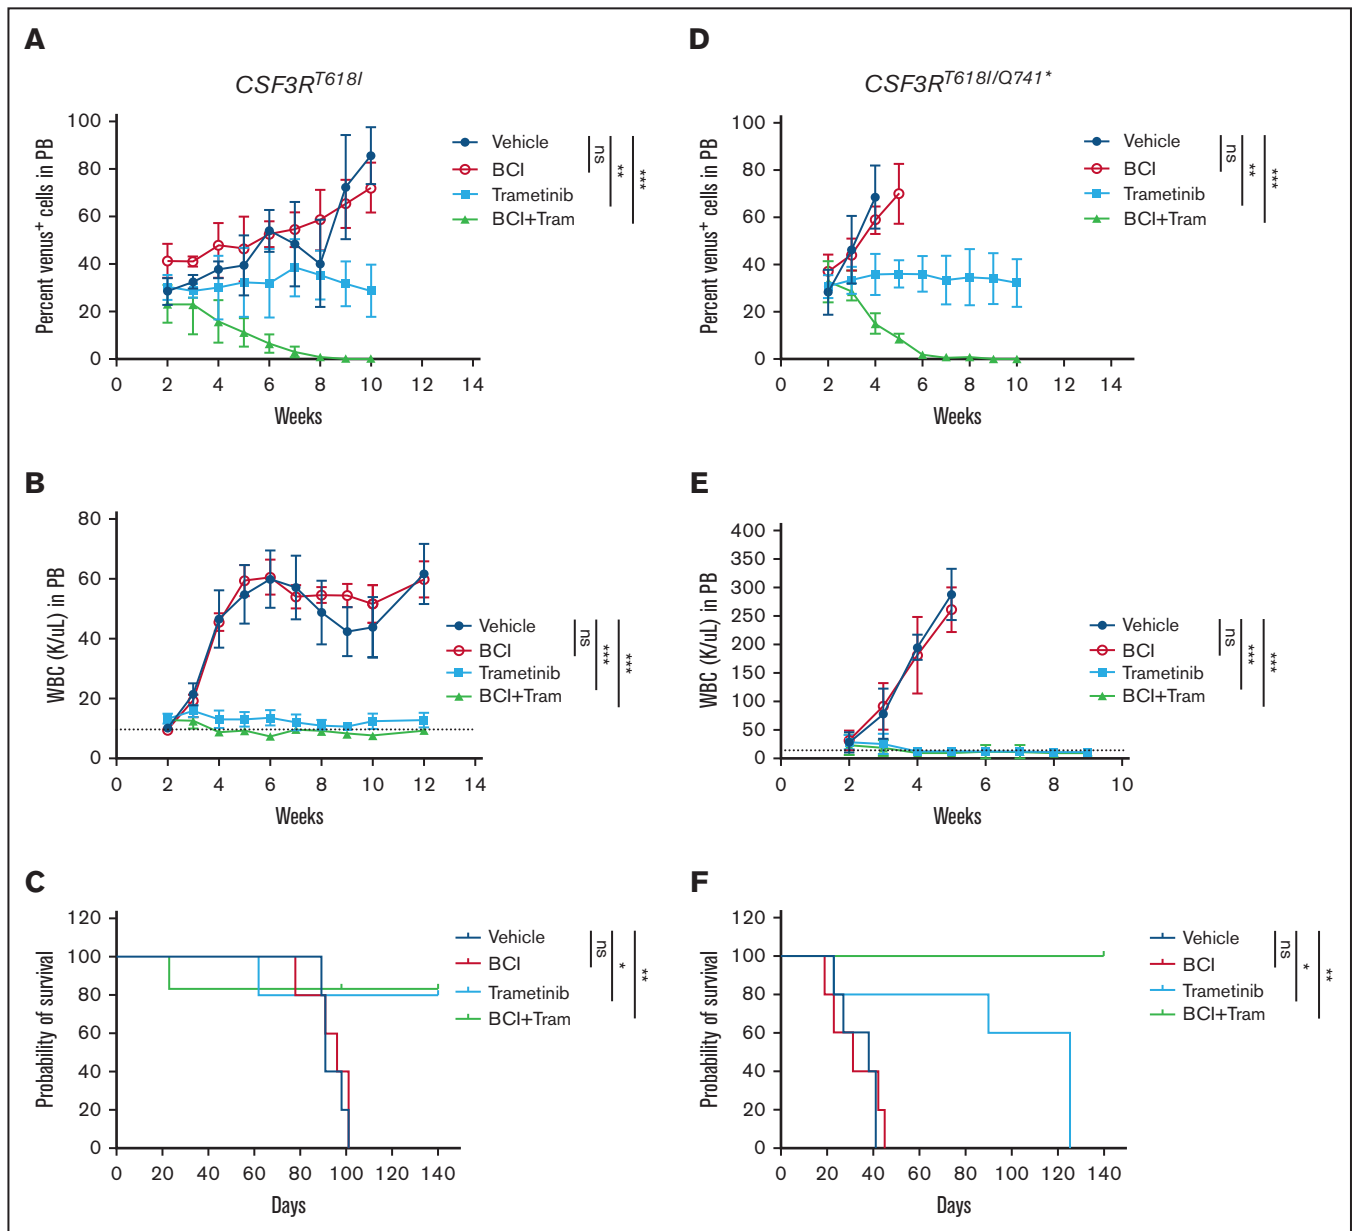 A
CSF3R^T618I
Percent venus+ cells in PB
100
80
60
40
20
0
0 2 4 6 8 10 12 14
Weeks
Vehicle
BCI
Trametinib
BCI+Tram
ns
**
***
D
CSF3R^T618I/Q741*
Percent venus+ cells in PB
100
80
60
40
20
0
0 2 4 6 8 10 12 14
Weeks
Vehicle
BCI
Trametinib
BCI+Tram
ns
**
***
B
WBC (K/uL) in PB
80
60
40
20
0
0 2 4 6 8 10 12 14
Weeks
Vehicle
BCI
Trametinib
BCI+Tram
ns
***
***
E
WBC (K/uL) in PB
400
350
300
250
200
150
100
50
0
0 2 4 6 8 10
Weeks
Vehicle
BCI
Trametinib
BCI+Tram
ns
***
***
C
Probability of survival
120
100
80
60
40
20
0
0 20 40 60 80 100 120 140
Days
Vehicle
BCI
Trametinib
BCI+Tram
ns
*
**
F
Probability of survival
120
100
80
60
40
20
0
0 20 40 60 80 100 120 140
Days
Vehicle
BCI
Trametinib
BCI+Tram
ns
*
**